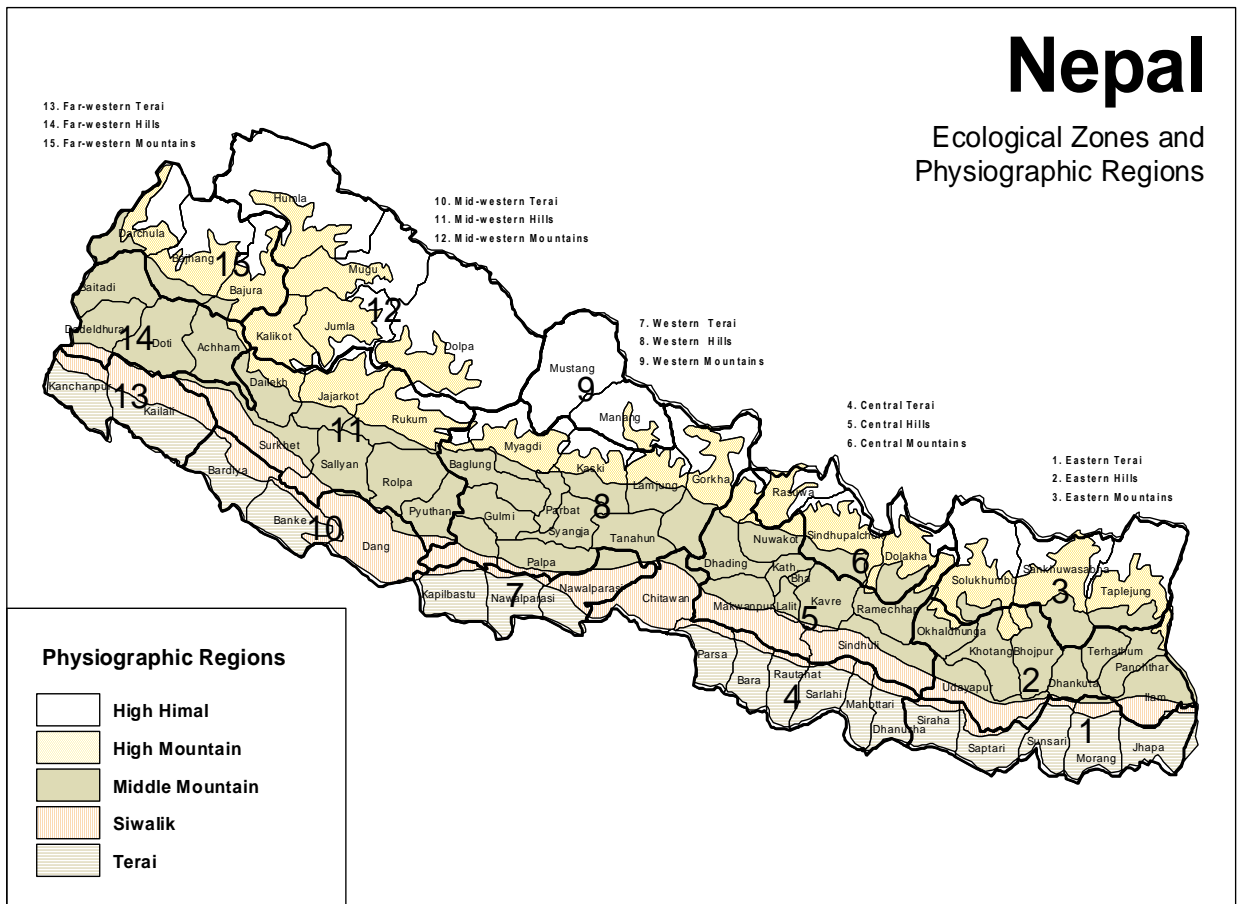 Nepal
Ecological Zones and
Physiographic Regions
13. Far-western Terai
14. Far-western Hills
15. Far-western Mountains
10. Mid-western Terai
11. Mid-western Hills
12. Mid-western Mountains
7. Western Terai
8. Western Hills
9. Western Mountains
4. Central Terai
5. Central Hills
6. Central Mountains
1. Eastern Terai
2. Eastern Hills
3. Eastern Mountains
Humla
Darchula
Bajhang
15
Bajura
Mugu
Baitadi
12
Dadeldhura
14
Doti
Achham
Kalikot
Jumla
Dolpa
Mustang
9
Kanchanpur
13
Kailali
Dailekh
Jajarkot
Rukum
Manang
11
Surkhet
Sallyan
Bardiya
Rolpa
Baglung
Myagdi
Kaski
Lamjung
Gorkha
Rasuwa
Banke
10
Dang
Pyuthan
Gulmi
Parbat
8
Syangja
Tanahun
Palpa
Nuwakot
Sindhupalchok
Dolakha
6
Dhading
Kath
Bha
Kapilbastu
Nawalparasi
7
Nawalparasi
Chitawan
Makwanpur
Lalit
Kavre
Ramechhap
5
Sindhuli
Solukhumbu
Sankhuwasabha
3
Taplejung
Okhaldhunga
Khotang
Bhojpur
Terhathum
Panchthar
Udayapur
2
Dhankuta
Ilam
Parsa
Bara
Rautahat
4
Sarlahi
Mahottari
Dhanusha
Siraha
Saptari
Sunsari
1
Morang
Jhapa
Physiographic Regions
High Himal
High Mountain
Middle Mountain
Siwalik
Terai